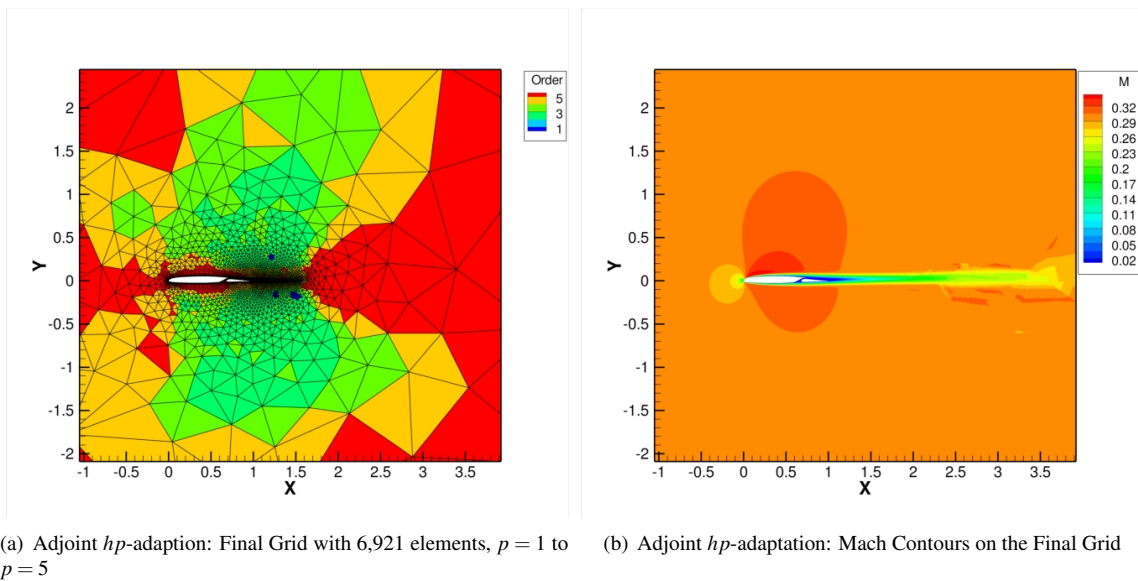 Order
5
3
1
2
1.5
1
0.5
0
-0.5
-1
-1.5
-2
Y
-1 -0.5 0 0.5 1 1.5 2 2.5 3 3.5
X
M
0.32
0.29
0.26
0.23
0.2
0.17
0.14
0.11
0.08
0.05
0.02
2
1.5
1
0.5
0
-0.5
-1
-1.5
-2
Y
-1 -0.5 0 0.5 1 1.5 2 2.5 3 3.5
X
(a) Adjoint hp-adaption: Final Grid with 6,921 elements, p = 1 to
p = 5
(b) Adjoint hp-adaptation: Mach Contours on the Final Grid